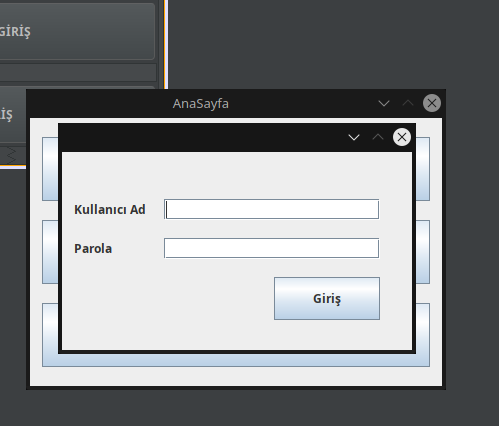 GİRİŞ
AnaSayfa
İŞ
Kullanıcı Ad
Parola
Giriş